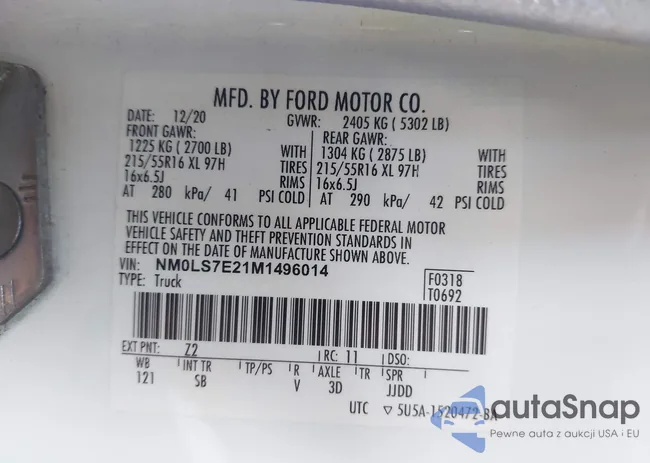 MFD. BY FORD MOTOR CO.
DATE: 12/20 GVWR: 2405 KG ( 5302 LB)
FRONT GAWR: REAR GAWR:
1225 KG ( 2700 LB) WITH 1304 KG ( 2875 LB) WITH
215/55R16 XL 97H TIRES 215/55R16 XL 97H TIRES
16x6.5J RIMS 16x6.5J RIMS
AT 280 kPa/ 41 PSI COLD AT 290 kPa/ 42 PSI COLD
THIS VEHICLE CONFORMS TO ALL APPLICABLE FEDERAL MOTOR
VEHICLE SAFETY AND THEFT PREVENTION STANDARDS IN
EFFECT ON THE DATE OF MANUFACTURE SHOWN ABOVE.
VIN: NM0LS7E21M1496014 F0318
TYPE: Truck T0692
EXT PNT: Z2 RC: 11 DSO:
WB INT TR TP/PS R AXLE TR SPR
121 SB V 3D JJDD
UTC ▽ 5U5A-1520472-BA
autaSnap
Pewne auta z aukcji USA i EU